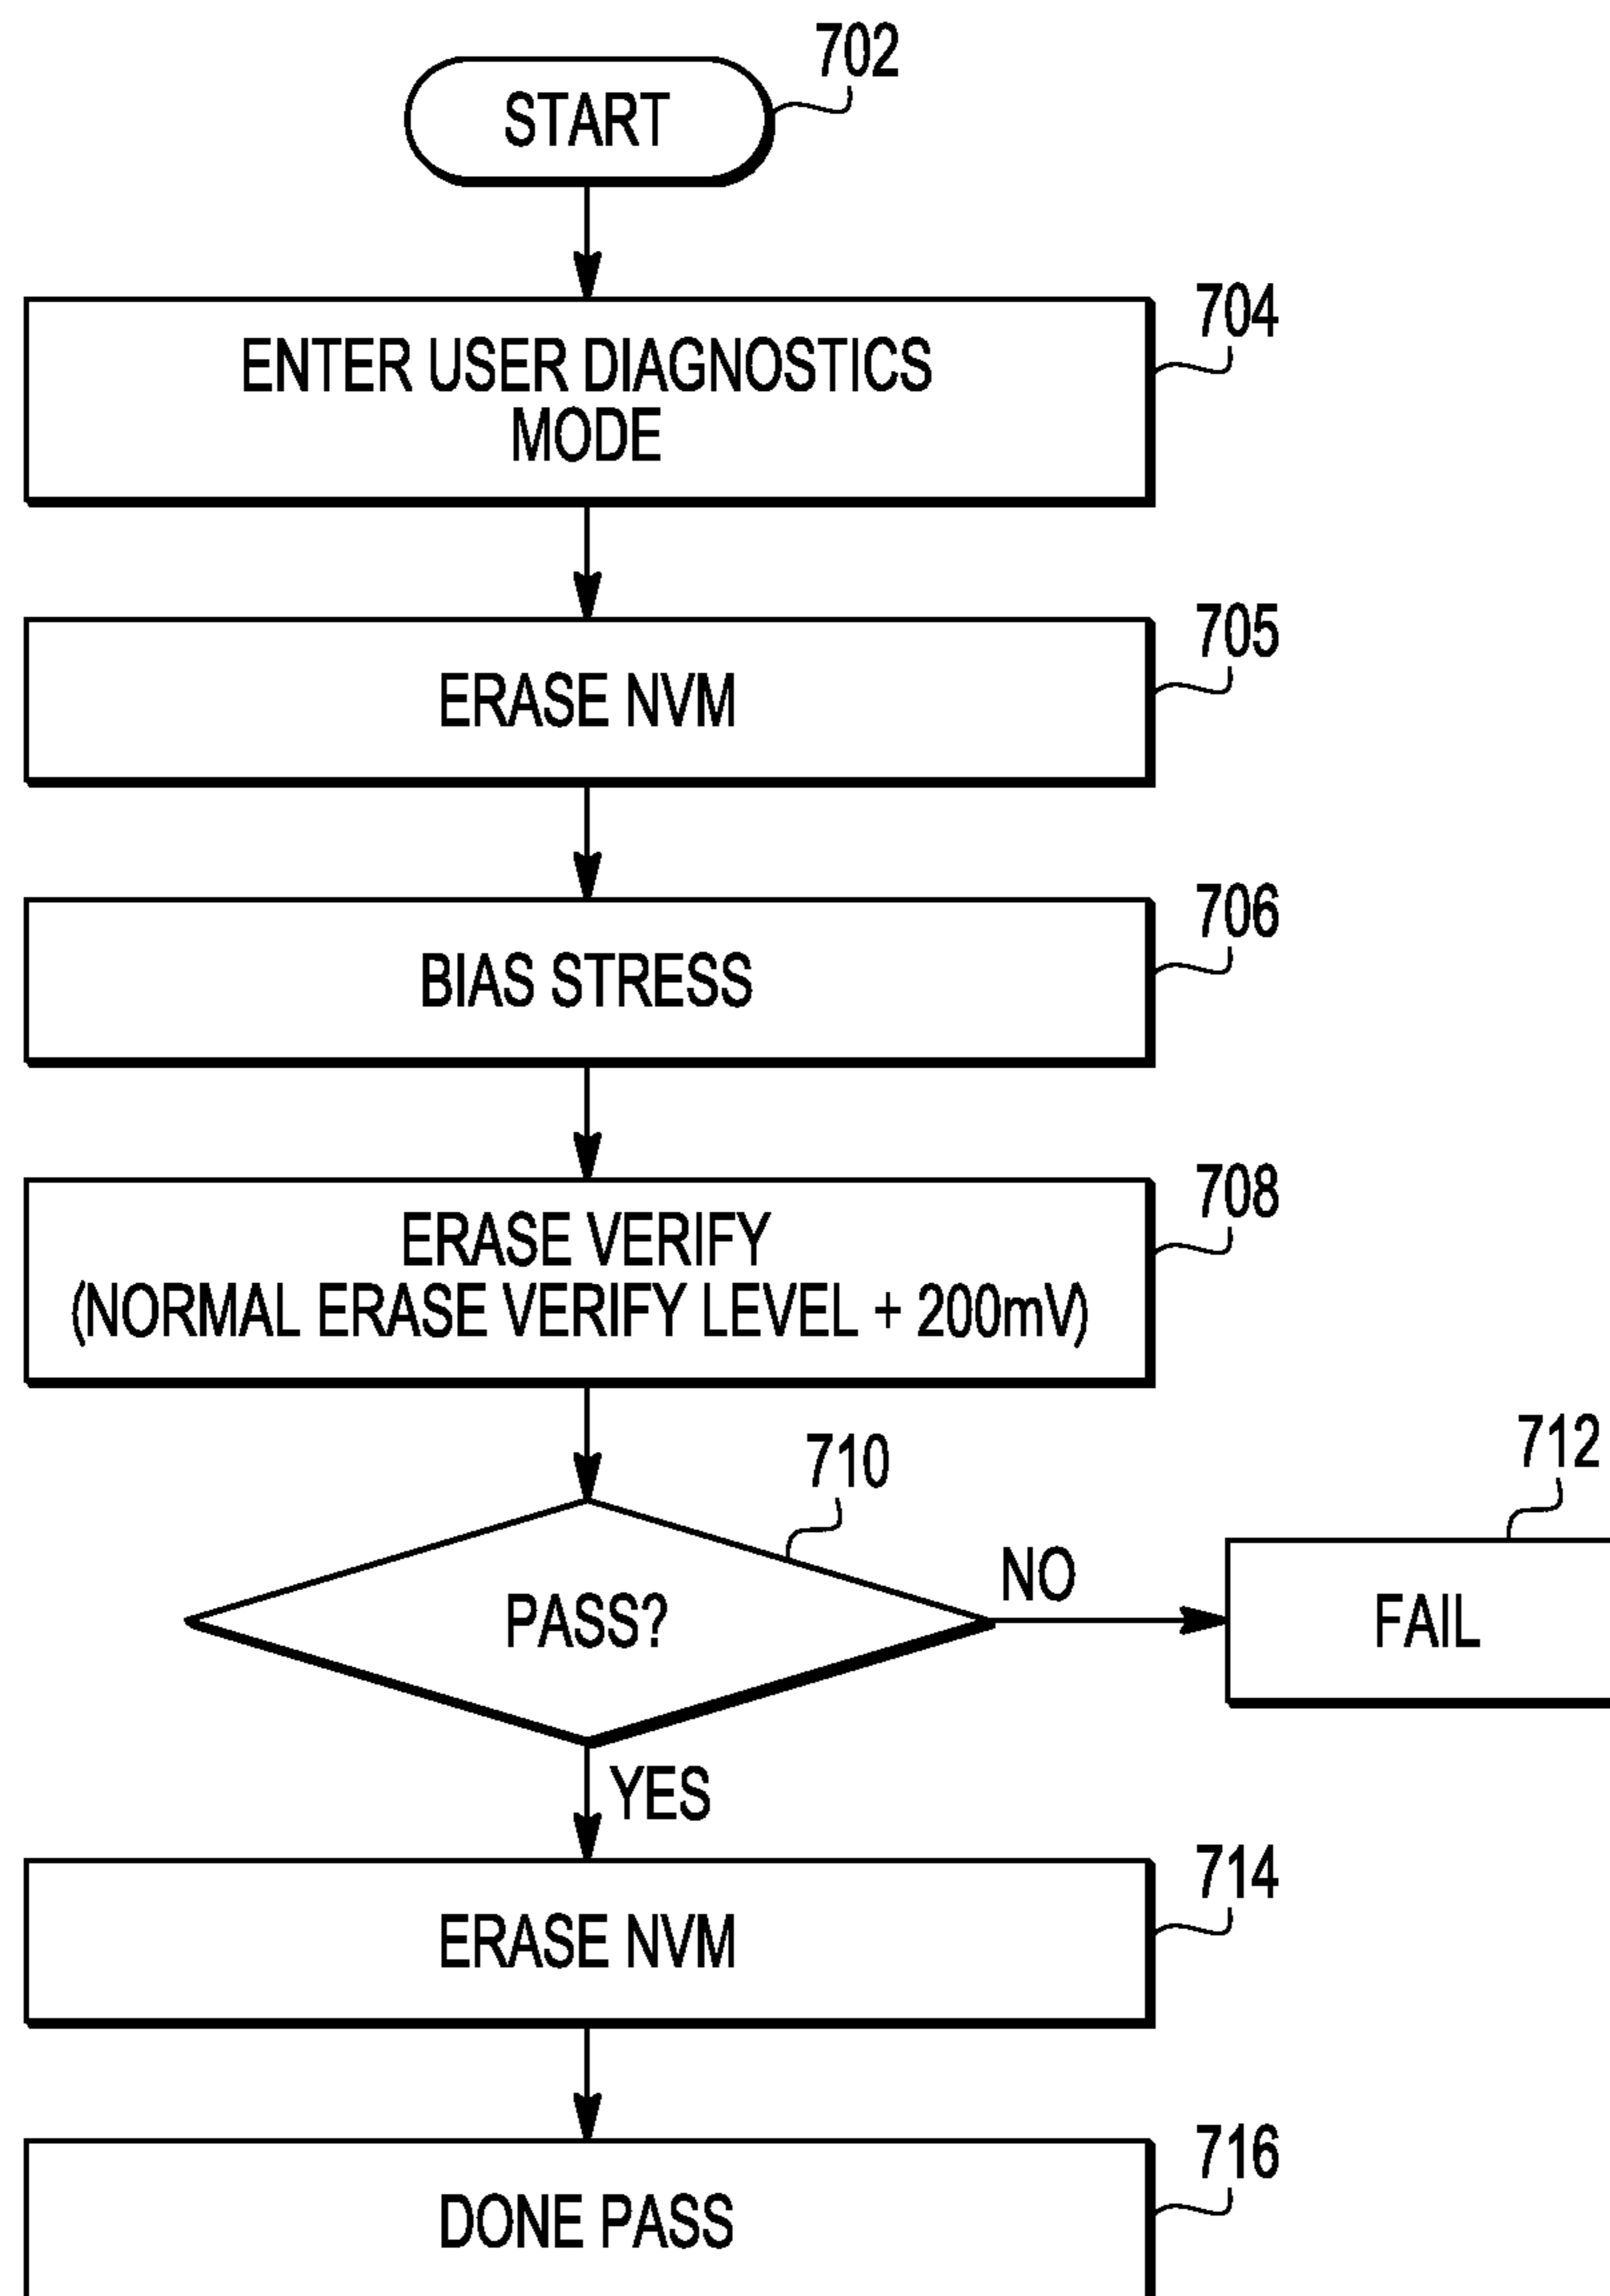 702
START
704
ENTER USER DIAGNOSTICS
MODE
705
ERASE NVM
706
BIAS STRESS
708
ERASE VERIFY
(NORMAL ERASE VERIFY LEVEL + 200mV)
710
PASS?
NO
712
FAIL
YES
714
ERASE NVM
716
DONE PASS